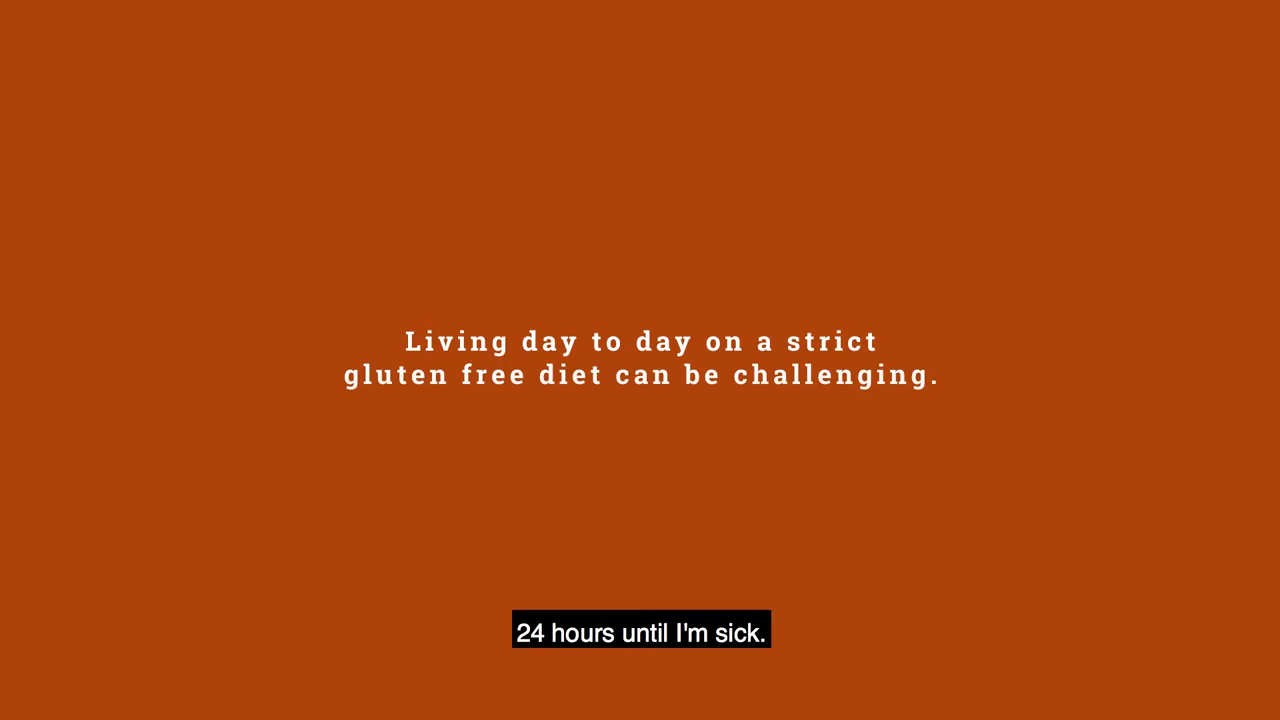 Living day to day on a strict
gluten free diet can be challenging.
24 hours until I'm sick.